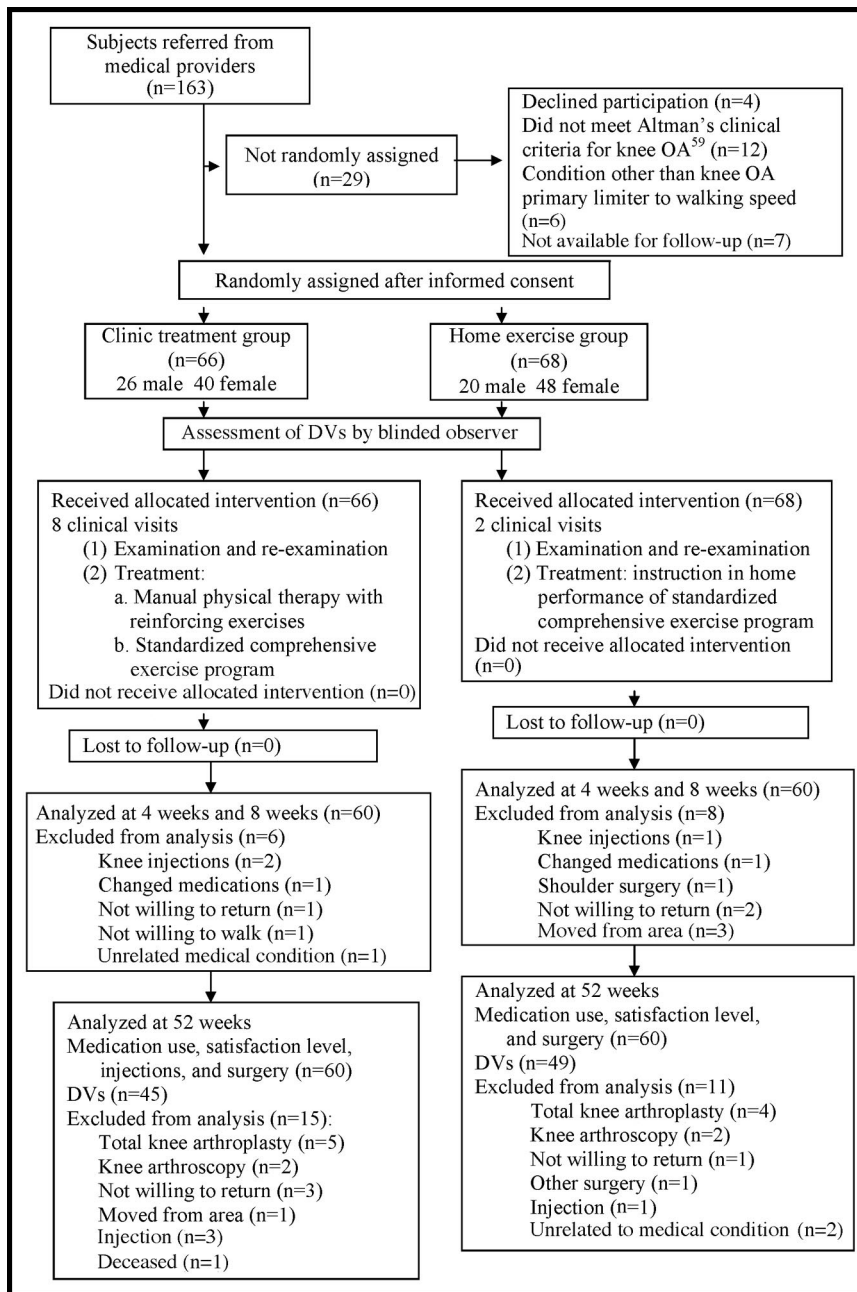 Subjects referred from
medical providers
(n=163)
Not randomly assigned
(n=29)
Declined participation (n=4)
Did not meet Altman's clinical
criteria for knee OA59 (n=12)
Condition other than knee OA
primary limiter to walking speed
(n=6)
Not available for follow-up (n=7)
Randomly assigned after informed consent
Clinic treatment group
(n=66)
26 male 40 female
Home exercise group
(n=68)
20 male 48 female
Assessment of DVs by blinded observer
Received allocated intervention (n=66)
8 clinical visits
(1) Examination and re-examination
(2) Treatment:
a. Manual physical therapy with
reinforcing exercises
b. Standardized comprehensive
exercise program
Did not receive allocated intervention (n=0)
Received allocated intervention (n=68)
2 clinical visits
(1) Examination and re-examination
(2) Treatment: instruction in home
performance of standardized
comprehensive exercise program
Did not receive allocated intervention
(n=0)
Lost to follow-up (n=0)
Lost to follow-up (n=0)
Analyzed at 4 weeks and 8 weeks (n=60)
Excluded from analysis (n=6)
Knee injections (n=2)
Changed medications (n=1)
Not willing to return (n=1)
Not willing to walk (n=1)
Unrelated medical condition (n=1)
Analyzed at 4 weeks and 8 weeks (n=60)
Excluded from analysis (n=8)
Knee injections (n=1)
Changed medications (n=1)
Shoulder surgery (n=1)
Not willing to return (n=2)
Moved from area (n=3)
Analyzed at 52 weeks
Medication use, satisfaction level,
injections, and surgery (n=60)
DVs (n=45)
Excluded from analysis (n=15):
Total knee arthroplasty (n=5)
Knee arthroscopy (n=2)
Not willing to return (n=3)
Moved from area (n=1)
Injection (n=3)
Deceased (n=1)
Analyzed at 52 weeks
Medication use, satisfaction level,
and surgery (n=60)
DVs (n=49)
Excluded from analysis (n=11)
Total knee arthroplasty (n=4)
Knee arthroscopy (n=2)
Not willing to return (n=1)
Other surgery (n=1)
Injection (n=1)
Unrelated to medical condition (n=2)